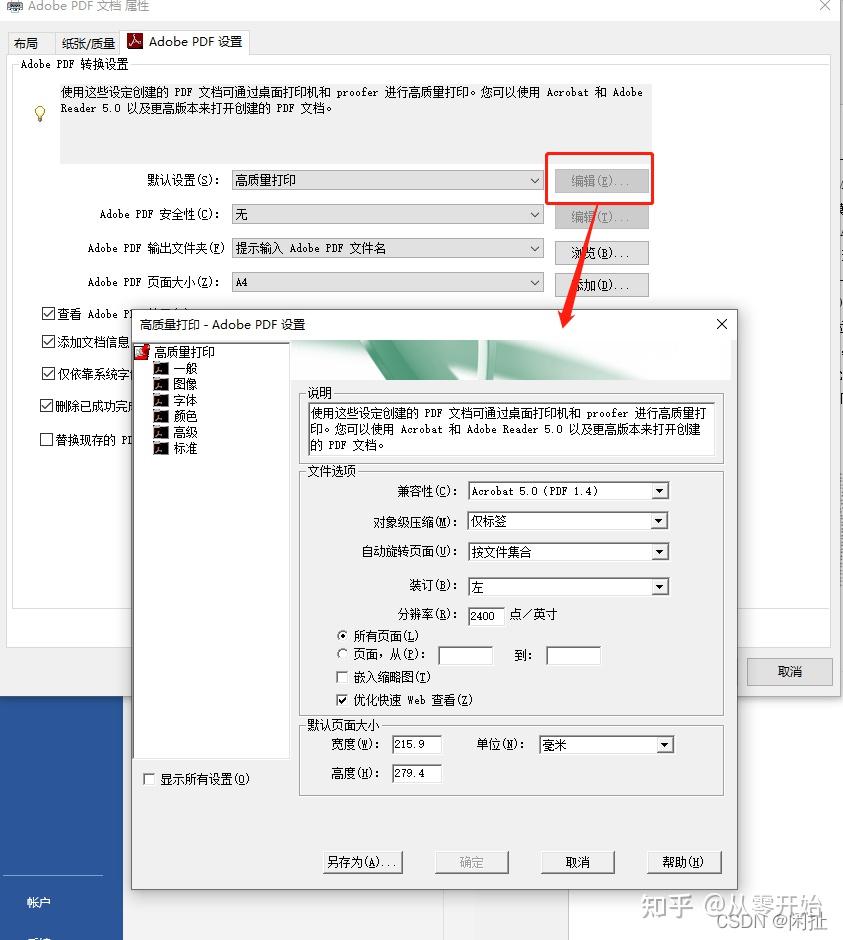 Adobe PDF 文档 属性
布局
纸张/质量
Adobe PDF 设置
Adobe PDF 转换设置
使用这些设定创建的 PDF 文档可通过桌面打印机和 proofer 进行高质量打印。您可以使用 Acrobat 和 Adobe
Reader 5.0 以及更高版本来打开创建的 PDF 文档。
默认设置(S): 高质量打印 编辑(E)...
Adobe PDF 安全性(C): 无 编辑(T)...
Adobe PDF 输出文件夹(F) 提示输入 Adobe PDF 文件名 浏览(B)...
Adobe PDF 页面大小(Z): A4 添加(D)...
查看 Adobe P
添加文档信息
仅依靠系统字
删除已成功完
替换现存的 P
取消
高质量打印 - Adobe PDF 设置
高质量打印
一般
图像
字体
颜色
高级
标准
显示所有设置(O)
说明
使用这些设定创建的 PDF 文档可通过桌面打印机和 proofer 进行高质量打
印。您可以使用 Acrobat 和 Adobe Reader 5.0 以及更高版本来打开创建
的 PDF 文档。
文件选项
兼容性(C): Acrobat 5.0 (PDF 1.4)
对象级压缩(M): 仅标签
自动旋转页面(U): 按文件集合
装订(B): 左
分辨率(R): 2400 点／英寸
所有页面(L)
页面，从(P): 到:
嵌入缩略图(T)
优化快速 Web 查看(Z)
默认页面大小
宽度(W): 215.9 单位(N): 毫米
高度(H): 279.4
另存为(A)... 确定 取消 帮助(H)
帐户
知乎 @从零开始
CSDN @闲扯